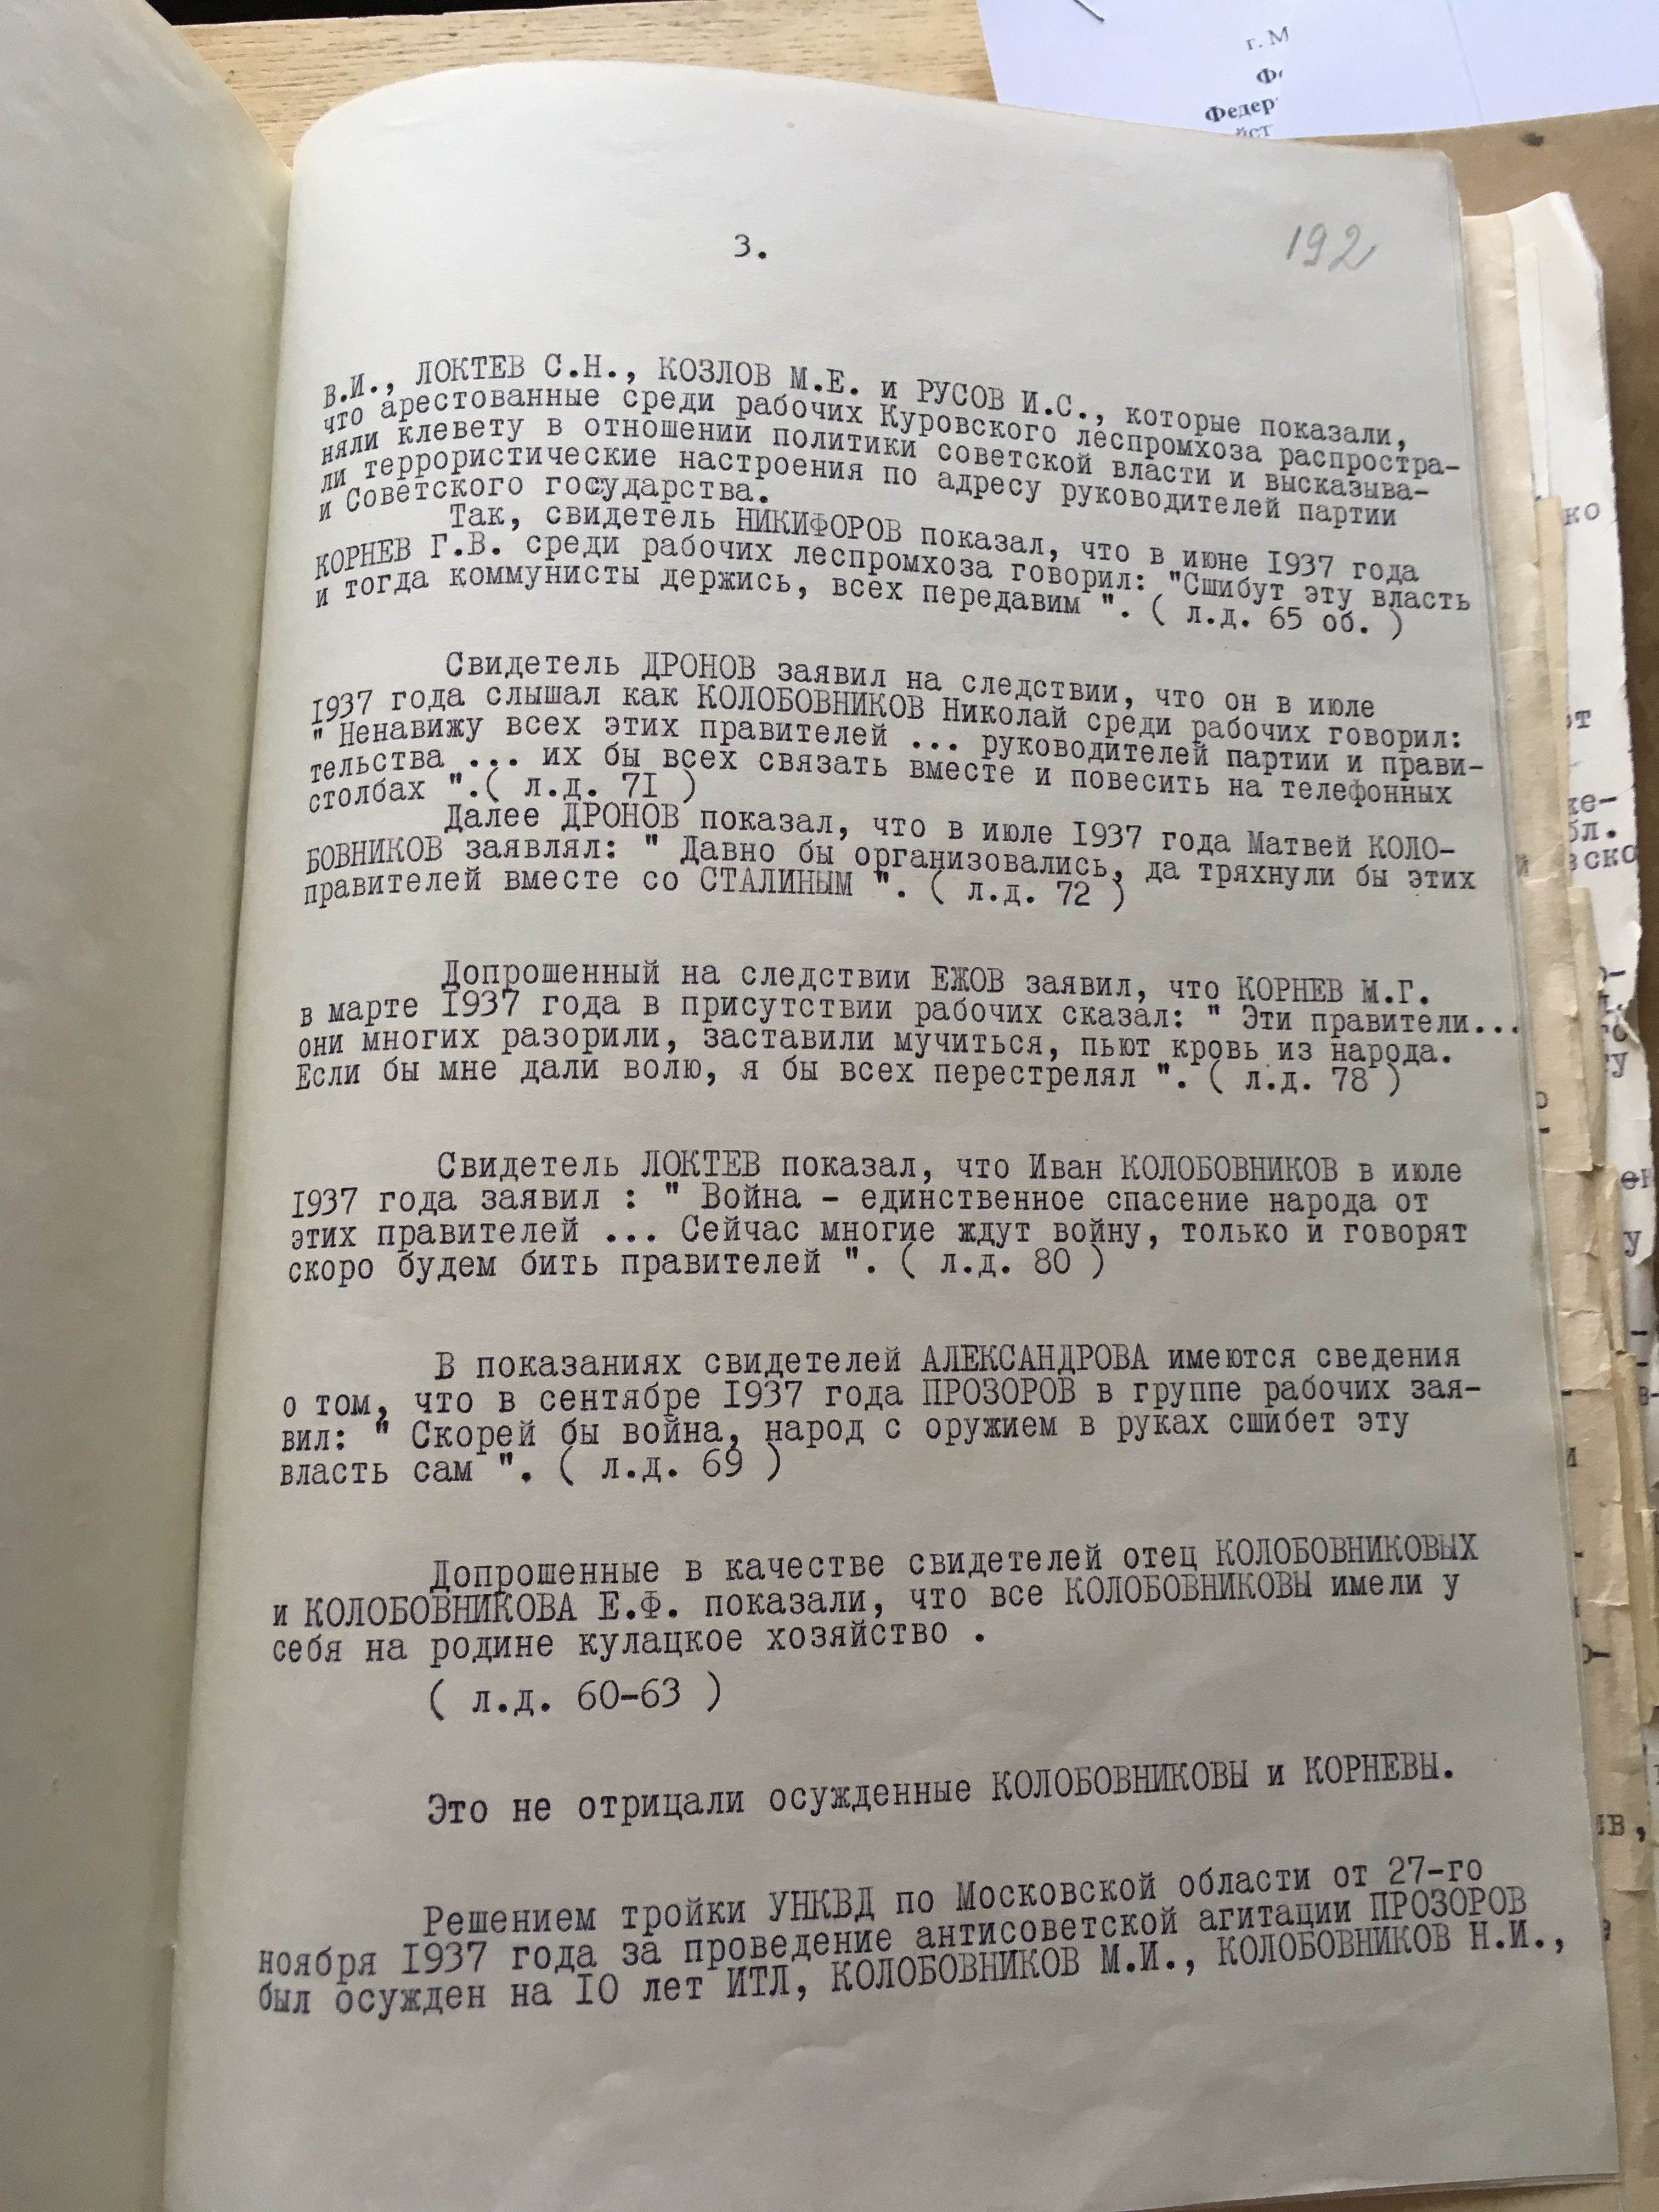 г. М
Федер
3.
192
В.И., ЛОКТЕВ С.Н., КОЗЛОВ М.Е. и РУСОВ И.С., которые показали,
что арестованные среди рабочих Куровского леспромхоза распростра-
няли клевету в отношении политики советской власти и высказыва-
ли террористические настроения по адресу руководителей партии
и Советского государства.
Так, свидетель НИКИФОРОВ показал, что в июне 1937 года
КОРНЕВ Г.В. среди рабочих леспромхоза говорил: "Сшибут эту власть
и тогда коммунисты держись, всех передавим ". ( л.д. 65 об. )
Свидетель ДРОНОВ заявил на следствии, что он в июле
1937 года слышал как КОЛОБОВНИКОВ Николай среди рабочих говорил:
" Ненавижу всех этих правителей ... руководителей партии и прави-
тельства ... их бы всех связать вместе и повесить на телефонных
столбах ".( л.д. 71 )
Далее ДРОНОВ показал, что в июле 1937 года Матвей КОЛО-
БОВНИКОВ заявлял: " Давно бы организовались, да тряхнули бы этих
правителей вместе со СТАЛИНЫМ ". ( л.д. 72 )
Допрошенный на следствии ЕЖОВ заявил, что КОРНЕВ М.Г.
в марте 1937 года в присутствии рабочих сказал: " Эти правители...
они многих разорили, заставили мучиться, пьют кровь из народа.
Если бы мне дали волю, я бы всех перестрелял ". ( л.д. 78 )
Свидетель ЛОКТЕВ показал, что Иван КОЛОБОВНИКОВ в июле
1937 года заявил : " Война - единственное спасение народа от
этих правителей ... Сейчас многие ждут войну, только и говорят
скоро будем бить правителей ". ( л.д. 80 )
В показаниях свидетелей АЛЕКСАНДРОВА имеются сведения
о том, что в сентябре 1937 года ПРОЗОРОВ в группе рабочих зая-
вил: " Скорей бы война, народ с оружием в руках сшибет эту
власть сам ". ( л.д. 69 )
Допрошенные в качестве свидетелей отец КОЛОБОВНИКОВЫХ
и КОЛОБОВНИКОВА Е.Ф. показали, что все КОЛОБОВНИКОВЫ имели у
себя на родине кулацкое хозяйство .
( л.д. 60-63 )
Это не отрицали осужденные КОЛОБОВНИКОВЫ и КОРНЕВЫ.
Решением тройки УНКВД по Московской области от 27-го
ноября 1937 года за проведение антисоветской агитации ПРОЗОРОВ
был осужден на 10 лет ИТЛ, КОЛОБОВНИКОВ М.И., КОЛОБОВНИКОВ Н.И.,